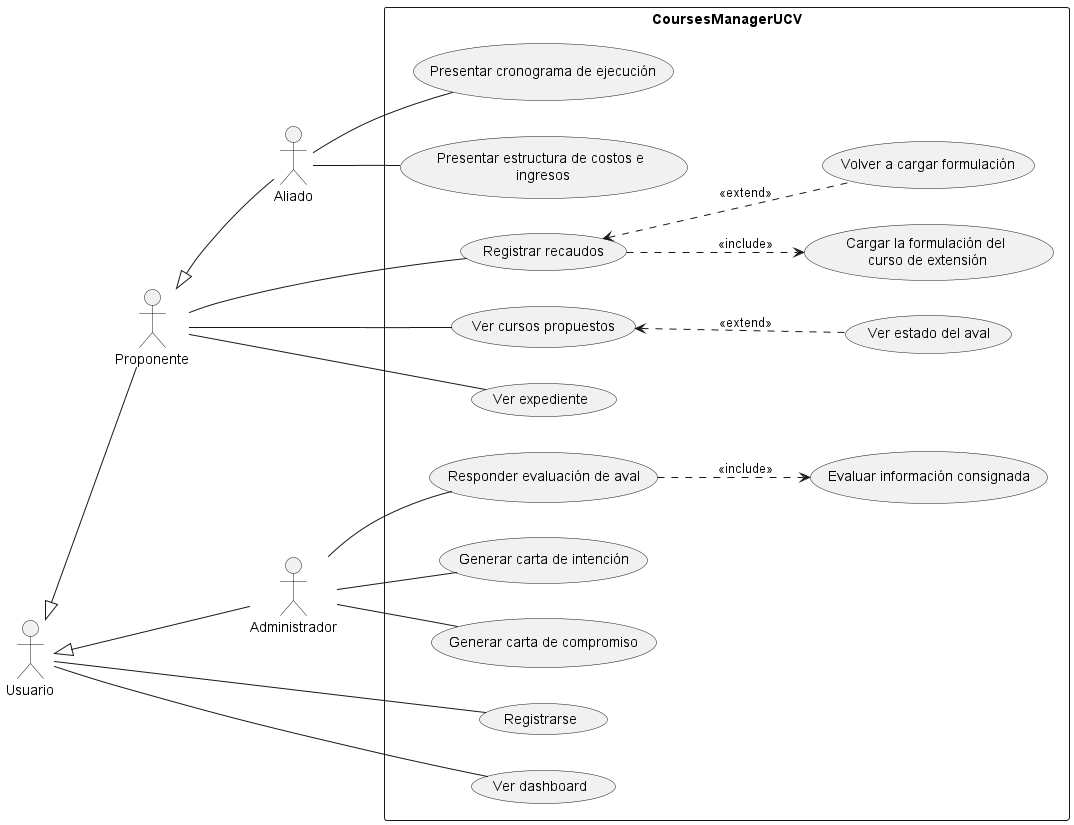 CoursesManagerUCV
Presentar cronograma de ejecución
Presentar estructura de costos e
ingresos
Volver a cargar formulación
«extend»
Aliado
Registrar recaudos
«include»
Cargar la formulación del
curso de extensión
Ver cursos propuestos
«extend»
Ver estado del aval
Proponente
Ver expediente
Responder evaluación de aval
«include»
Evaluar información consignada
Generar carta de intención
Administrador
Generar carta de compromiso
Usuario
Registrarse
Ver dashboard